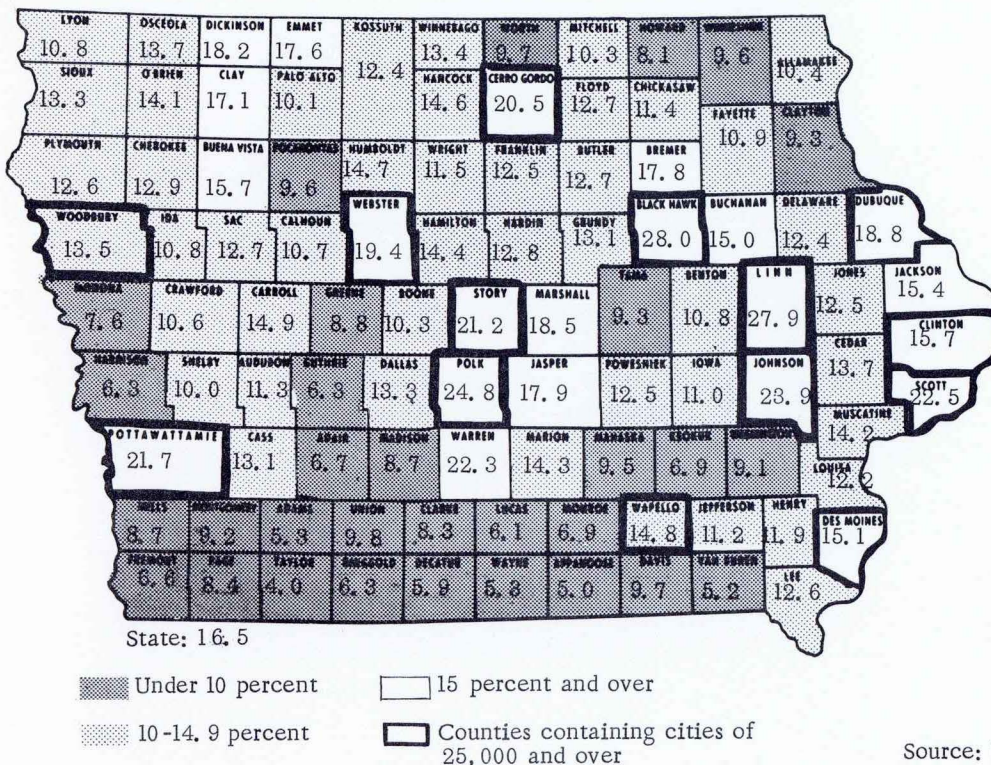 LYON OSCEOLA DICKINSON EMMET KOSSUTH WINNEBAGO WORTH MITCHELL HOWARD WINNESHIEK ALLAMAKEE
10.8 13.7 18.2 17.6 12.4 13.4 9.7 10.3 8.1 9.6 10.4
SIOUX O'BRIEN CLAY PALO ALTO HANCOCK CERRO GORDO FLOYD CHICKASAW FAYETTE CLAYTON
13.3 14.1 17.1 10.1 14.6 20.5 12.7 11.4 10.9 9.3
PLYMOUTH CHEROKEE BUENA VISTA POCAHONTAS HUMBOLDT WRIGHT FRANKLIN BUTLER BREMER
12.6 12.9 15.7 9.6 14.7 11.5 12.5 12.7 17.8
WOODBURY IDA SAC CALHOUN WEBSTER HAMILTON HARDIN GRUNDY BLACK HAWK BUCHANAN DELAWARE DUBUQUE
13.5 10.8 12.7 10.7 19.4 14.4 12.8 13.1 28.0 15.0 12.4 18.8
MONONA CRAWFORD CARROLL GREENE BOONE STORY MARSHALL TAMA BENTON LINN JONES JACKSON
7.6 10.6 14.9 8.8 10.3 21.2 18.5 9.3 10.8 27.9 12.5 15.4
CLINTON
15.7
HARRISON SHELBY AUDUBON GUTHRIE DALLAS POLK JASPER POWESNIEK IOWA JOHNSON CEDAR SCOTT
6.3 10.0 11.3 6.3 13.3 24.8 17.9 12.5 11.0 23.9 13.7 22.5
MUSCATINE
14.2
POTTAWATTAMIE CASS ADAIR MADISON WARREN MARION MAHASKA KEOKUK WASHINGTON LOUISA
21.7 13.1 6.7 8.7 22.3 14.3 9.5 6.9 9.1 12.2
MILLS MONTGOMERY ADAMS UNION CLARKE LUCAS MONROE WAPELLO JEFFERSON HENRY DES MOINES
8.7 9.2 5.3 9.8 8.3 6.1 6.9 14.8 11.2 11.9 15.1
FREMONT PAGE TAYLOR RINGGOLD DECATUR WAYNE APPANOOSE DAVIS VAN BUREN LEE
6.6 8.4 4.0 6.3 5.9 5.3 5.0 9.7 5.2 12.6
State: 16.5
Under 10 percent
15 percent and over
10-14.9 percent
Counties containing cities of
25,000 and over
Source: